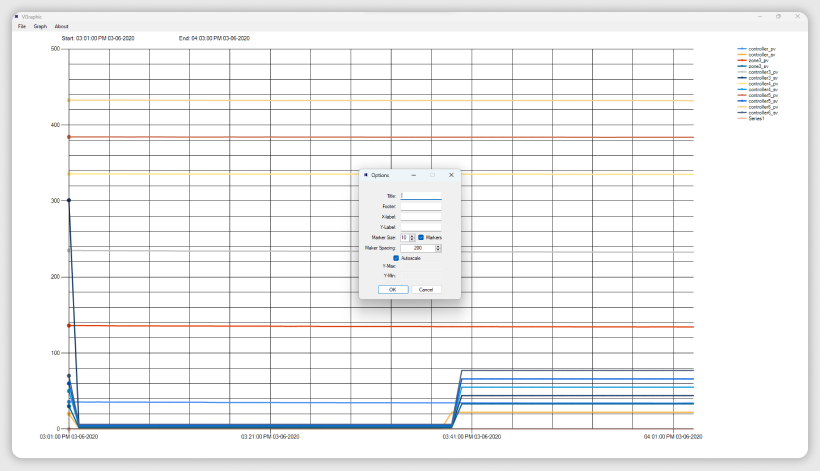 VGraphic
File Graph About
Start 03:01:00 PM 03-06-2020 End: 04:03:00 PM 03-06-2020
500
400
300
200
100
0
03:01:00 PM 03-06-2020 03:21:00 PM 03-06-2020 03:41:00 PM 03-06-2020 04:01:00 PM 03-06-2020
controller_pv
controller_sv
zone2_pv
zone2_sv
controller3_pv
controller3_sv
controller4_pv
controller4_sv
controller5_pv
controller5_sv
controller6_pv
controller6_sv
Series1
Options
Title:
Footer:
X-label:
Y-Label:
Marker Size: 10 Markers
Maker Spacing: 200
Autoscale
Y-Max:
Y-Min:
OK Cancel